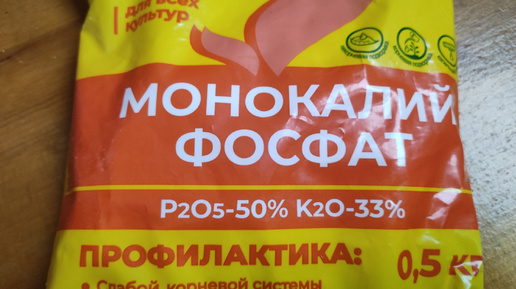 для всех
культур
МОНОКАЛИЙ
ФОСФАТ
P2O5-50% K2O-33%
ПРОФИЛАКТИКА:
0,5 кг
• Слабой корневой системы